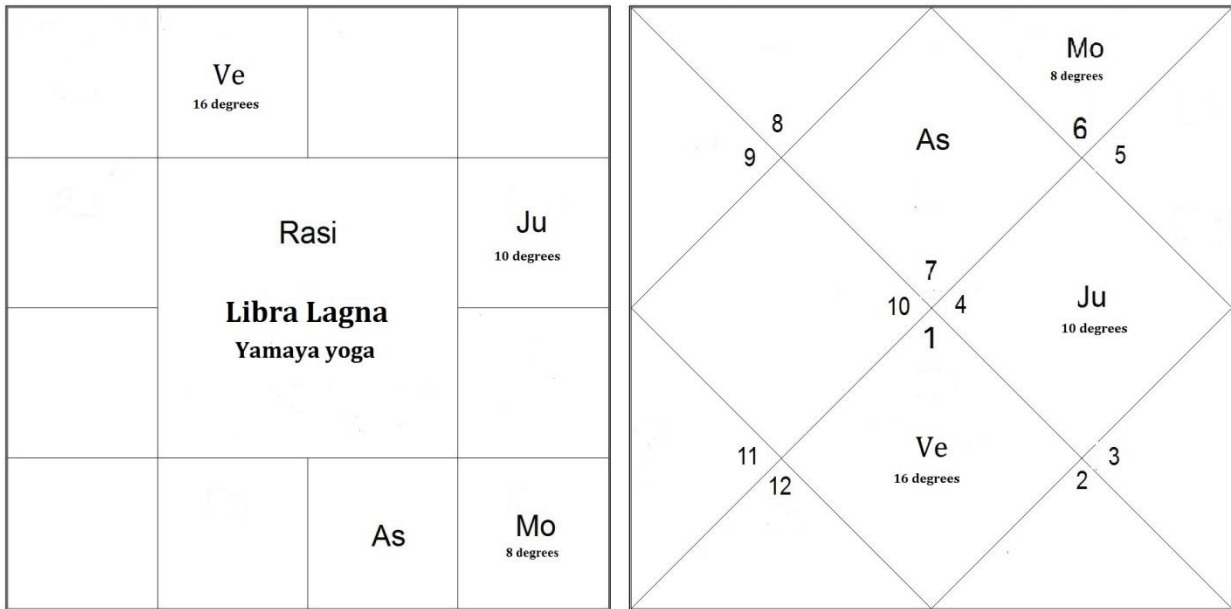 Ve
16 degrees
Rasi
Ju
10 degrees
Libra Lagna
Yamaya yoga
As
Mo
8 degrees
Mo
8 degrees
8
6
9
As
5
7
10
4
Ju
10 degrees
1
11
Ve
3
12
16 degrees
2